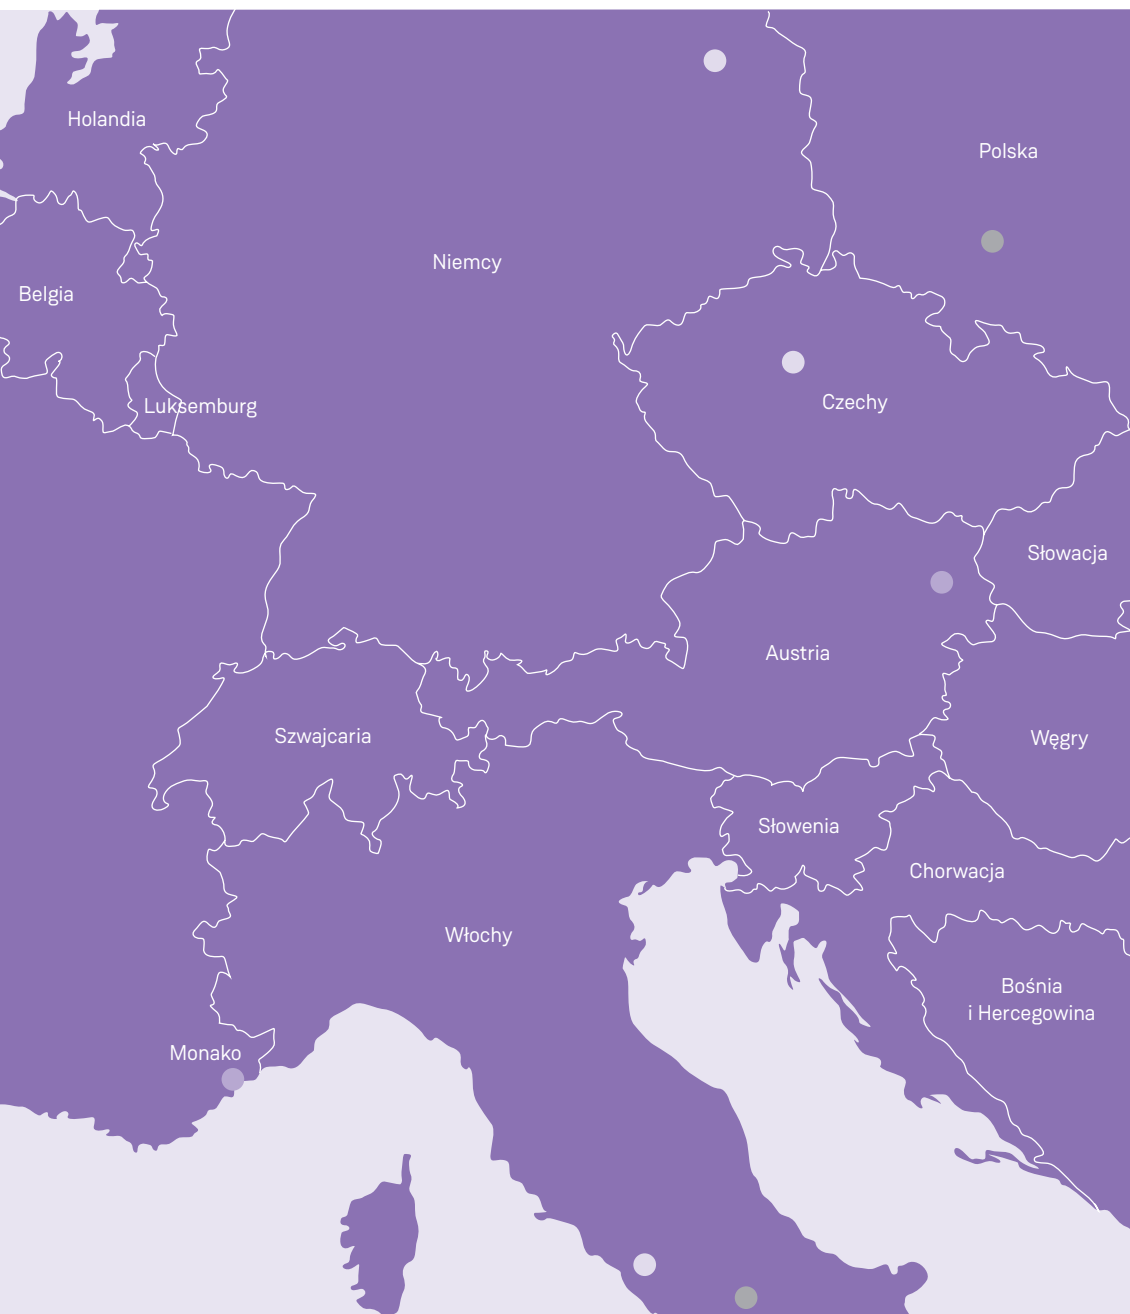 Holandia
Polska
Niemcy
Belgia
Czechy
Luksemburg
Słowacja
Austria
Szwajcaria
Węgry
Słowenia
Chorwacja
Włochy
Bośnia
i Hercegowina
Monako